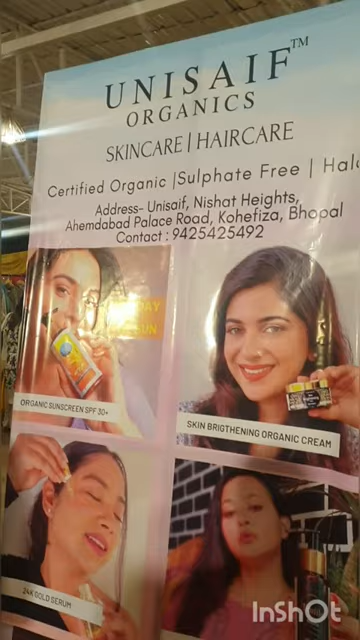 UNISAIF™
ORGANICS
SKINCARE | HAIRCARE
Certified Organic |Sulphate Free |
Address- Unisaif, Nishat Heights,
Ahemdabad Palace Road, Kohefiza, Bhopal
Contact : 9425425492
ORGANIC SUNSCREEN SPF 30+
SKIN BRIGTHENING ORGANIC CREAM
24K GOLD SERUM
InShOt